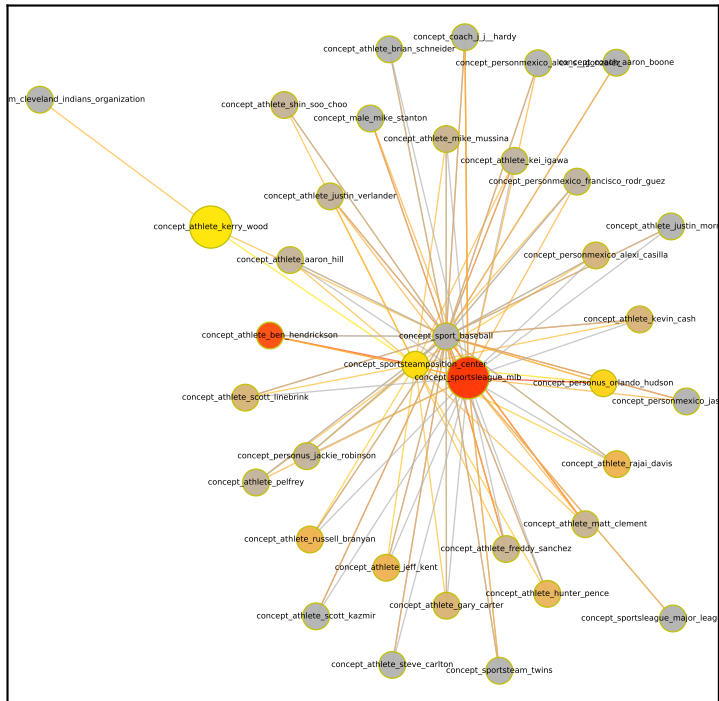 concept_coach_j_j__hardy
concept_athlete_brian_schneider
concept_coach_aaron_boone
m_cleveland_indians_organization
concept_athlete_shin_soo_choo
concept_male_mike_stanton
concept_athlete_mike_mussina
concept_athlete_kei_igawa
concept_personmexico_francisco_rodr_guez
concept_athlete_justin_verlander
concept_athlete_kerry_wood
concept_athlete_justin_morn
concept_personmexico_alexi_casilla
concept_athlete_aaron_hill
concept_athlete_kevin_cash
concept_athlete_ben_hendrickson
concept_sport_baseball
concept_sportsteamposition_center
concept_sportsleague_mlb
concept_personus_orlando_hudson
concept_athlete_scott_linebrink
concept_personmexico_jas
concept_personus_jackie_robinson
concept_athlete_rajai_davis
concept_athlete_pelfrey
concept_athlete_matt_clement
concept_athlete_russell_branyan
concept_athlete_freddy_sanchez
concept_athlete_jeff_kent
concept_athlete_hunter_pence
concept_athlete_gary_carter
concept_athlete_scott_kazmir
concept_sportsleague_major_leag
concept_athlete_steve_carlton
concept_sportsteam_twins